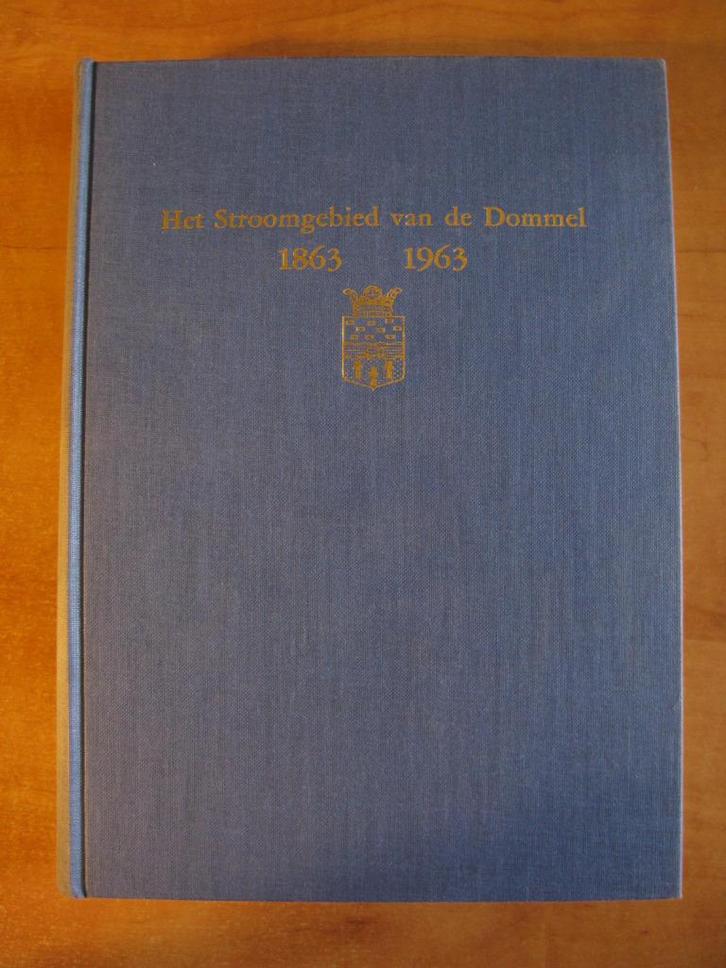 Het Stroomgebied van de Dommel
1863 1963